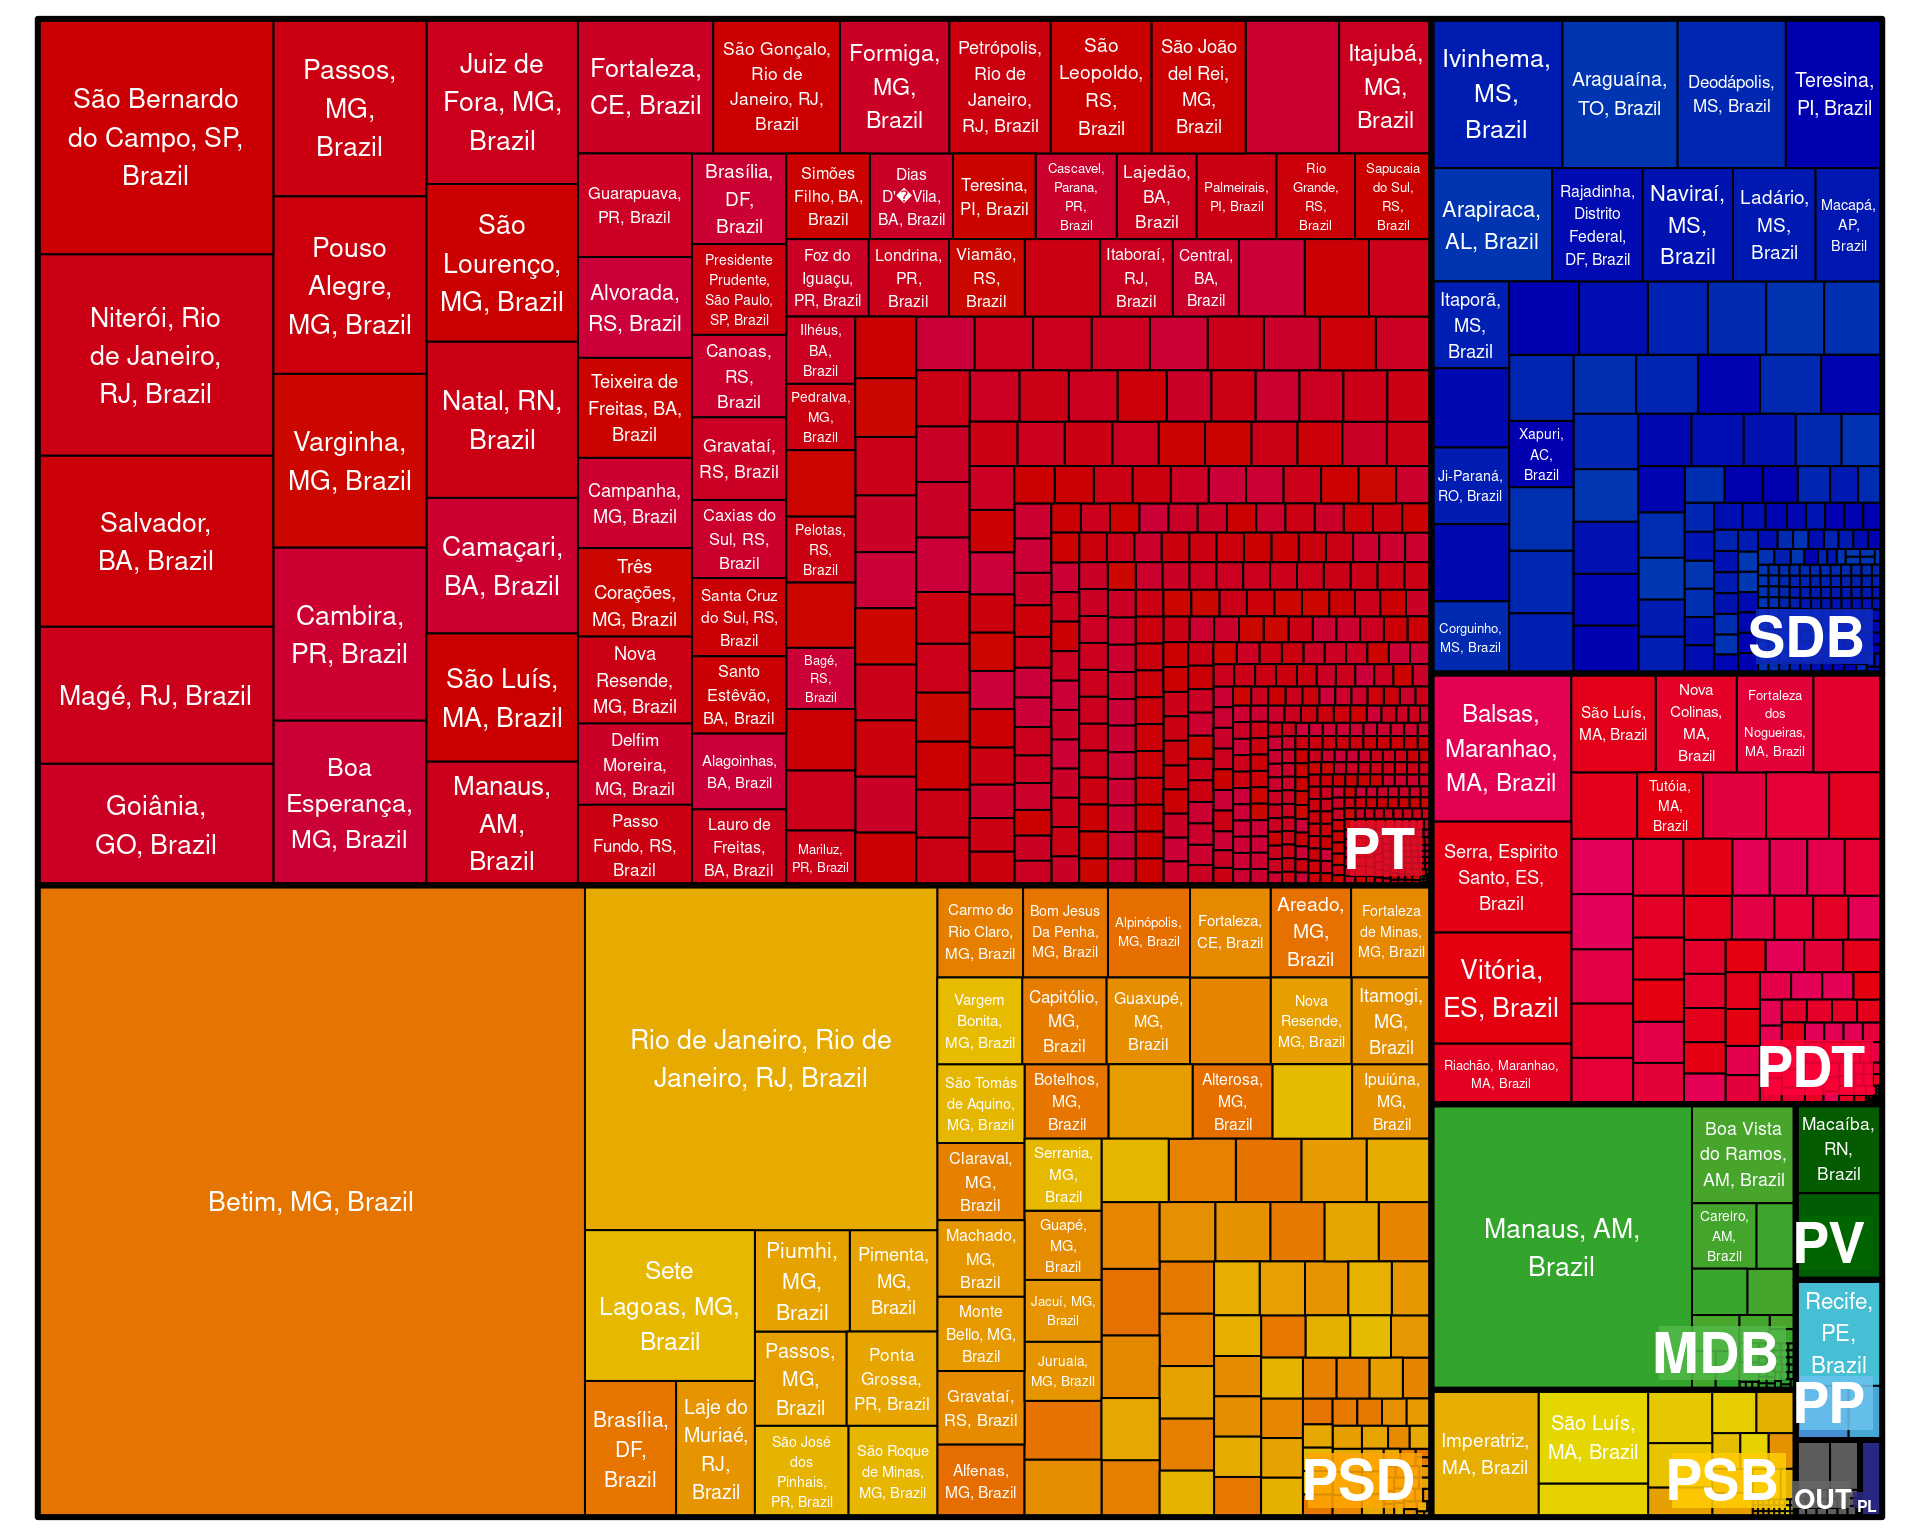 São Bernardo
do Campo, SP,
Brazil
Niterói, Rio
de Janeiro,
RJ, Brazil
Salvador,
BA, Brazil
Magé, RJ, Brazil
Goiânia,
GO, Brazil
Passos,
MG,
Brazil
Pouso
Alegre,
MG, Brazil
Varginha,
MG, Brazil
Cambira,
PR, Brazil
Boa
Esperança,
MG, Brazil
Juiz de
Fora, MG,
Brazil
São
Lourenço,
MG, Brazil
Natal, RN,
Brazil
Camaçari,
BA, Brazil
São Luís,
MA, Brazil
Manaus,
AM,
Brazil
Fortaleza,
CE, Brazil
São Gonçalo,
Rio de
Janeiro, RJ,
Brazil
Formiga,
MG,
Brazil
Petrópolis,
Rio de
Janeiro,
RJ, Brazil
São
Leopoldo,
RS,
Brazil
São João
del Rei,
MG,
Brazil
Itajubá,
MG,
Brazil
Guarapuava,
PR, Brazil
Alvorada,
RS, Brazil
Teixeira de
Freitas, BA,
Brazil
Campanha,
MG, Brazil
Três
Corações,
MG, Brazil
Nova
Resende,
MG, Brazil
Delfim
Moreira,
MG, Brazil
Passo
Fundo, RS,
Brazil
Brasília,
DF,
Brazil
Presidente
Prudente,
São Paulo,
SP, Brazil
Canoas,
RS,
Brazil
Gravataí,
RS, Brazil
Caxias do
Sul, RS,
Brazil
Santa Cruz
do Sul, RS,
Brazil
Santo
Estêvão,
BA, Brazil
Alagoinhas,
BA, Brazil
Lauro de
Freitas,
BA, Brazil
Simões
Filho, BA,
Brazil
Dias
D'�Vila,
BA, Brazil
Teresina,
PI, Brazil
Cascavel,
Parana,
PR,
Brazil
Lajedão,
BA,
Brazil
Palmeirais,
PI, Brazil
Rio
Grande,
RS,
Brazil
Sapucaia
do Sul,
RS,
Brazil
Foz do
Iguaçu,
PR, Brazil
Londrina,
PR,
Brazil
Viamão,
RS,
Brazil
Itaboraí,
RJ,
Brazil
Central,
BA,
Brazil
Ilhéus,
BA,
Brazil
Pedralva,
MG,
Brazil
Pelotas,
RS,
Brazil
Bagé,
RS,
Brazil
Mariluz,
PR, Brazil
PT
Ivinhema,
MS,
Brazil
Araguaína,
TO, Brazil
Deodápolis,
MS, Brazil
Teresina,
PI, Brazil
Arapiraca,
AL, Brazil
Rajadinha,
Distrito
Federal,
DF, Brazil
Naviraí,
MS,
Brazil
Ladário,
MS,
Brazil
Macapá,
AP,
Brazil
Itaporã,
MS,
Brazil
Xapuri,
AC,
Brazil
Ji-Paraná,
RO, Brazil
Corguinho,
MS, Brazil
SDB
Balsas,
Maranhao,
MA, Brazil
São Luís,
MA, Brazil
Nova
Colinas,
MA,
Brazil
Fortaleza
dos
Nogueiras,
MA, Brazil
Tutóia,
MA,
Brazil
Serra, Espirito
Santo, ES,
Brazil
Vitória,
ES, Brazil
Riachão, Maranhao,
MA, Brazil
PDT
Betim, MG, Brazil
Rio de Janeiro, Rio de
Janeiro, RJ, Brazil
Sete
Lagoas, MG,
Brazil
Brasília,
DF,
Brazil
Laje do
Muriaé,
RJ,
Brazil
Piumhi,
MG,
Brazil
Pimenta,
MG,
Brazil
Passos,
MG,
Brazil
Ponta
Grossa,
PR, Brazil
São José
dos
Pinhais,
PR, Brazil
São Roque
de Minas,
MG, Brazil
Carmo do
Rio Claro,
MG, Brazil
Bom Jesus
Da Penha,
MG, Brazil
Alpinópolis,
MG, Brazil
Fortaleza,
CE, Brazil
Areado,
MG,
Brazil
Fortaleza
de Minas,
MG, Brazil
Vargem
Bonita,
MG, Brazil
Capitólio,
MG,
Brazil
Guaxupé,
MG,
Brazil
Nova
Resende,
MG, Brazil
Itamogi,
MG,
Brazil
São Tomás
de Aquino,
MG, Brazil
Botelhos,
MG,
Brazil
Alterosa,
MG,
Brazil
Ipuiúna,
MG,
Brazil
Claraval,
MG,
Brazil
Serrania,
MG,
Brazil
Machado,
MG,
Brazil
Guapé,
MG,
Brazil
Monte
Belo, MG,
Brazil
Jacuí, MG,
Brazil
Juruaia,
MG, Brazil
Gravataí,
RS, Brazil
Alfenas,
MG, Brazil
PSD
Manaus, AM,
Brazil
Boa Vista
do Ramos,
AM, Brazil
Careiro,
AM,
Brazil
MDB
Macaíba,
RN,
Brazil
PV
Recife,
PE,
Brazil
PP
Imperatriz,
MA, Brazil
São Luís,
MA, Brazil
PSB
OUT
PL